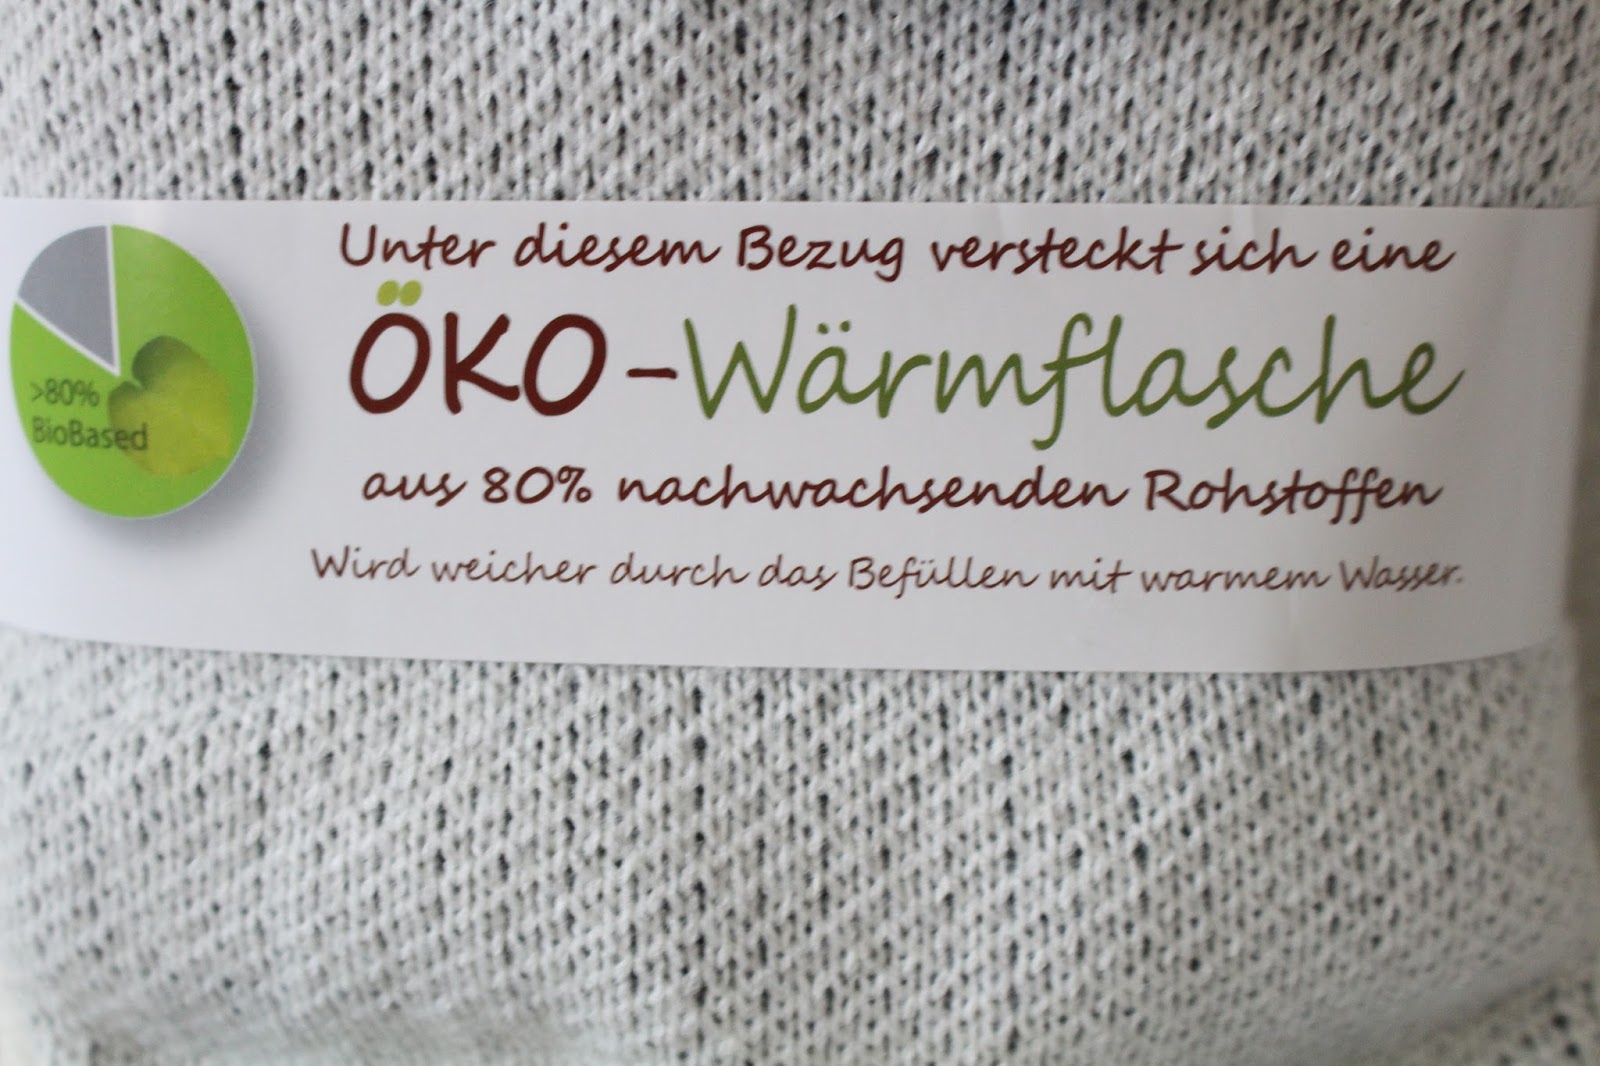 >80%
BioBased
Unter diesem Bezug versteckt sich eine
ÖKO-Wärmflasche
aus 80% nachwachsenden Rohstoffen
Wird weicher durch das Befüllen mit warmem Wasser.